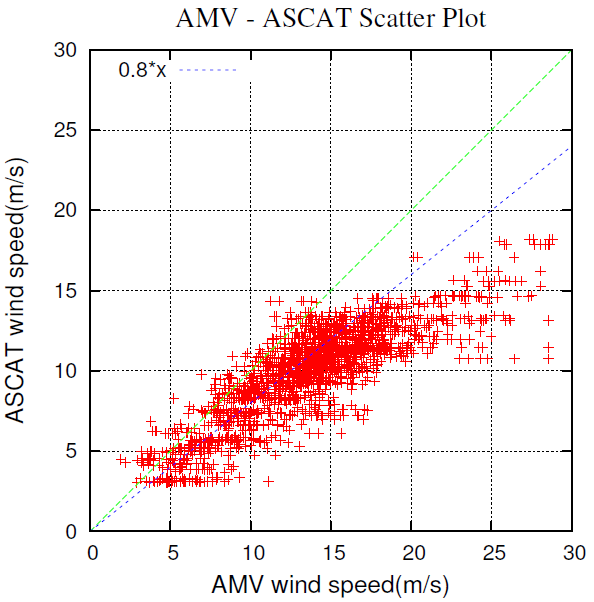 AMV - ASCAT Scatter Plot
30
0.8*x
25
20
15
10
5
0
ASCAT wind speed(m/s)
0 5 10 15 20 25 30
AMV wind speed(m/s)